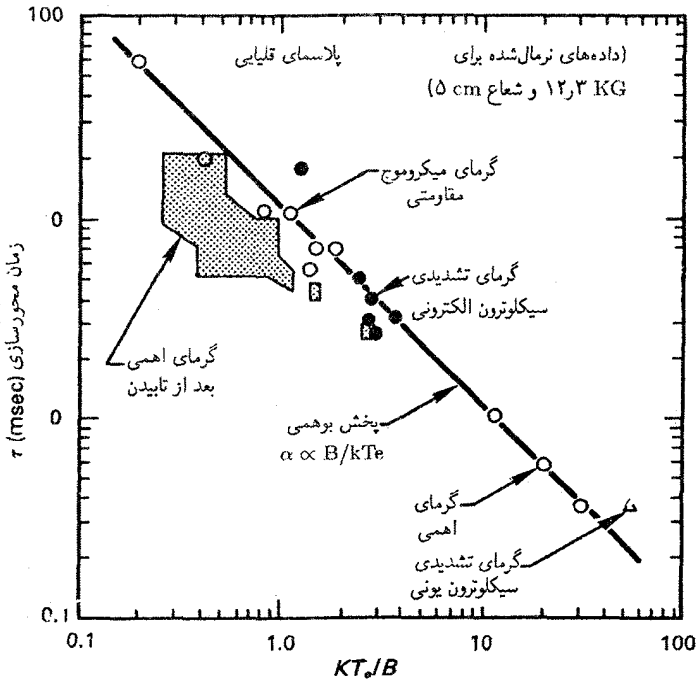 100
پلاسمای قلیایی
(داده‌های نرمال‌شده برای
۱۲٫۳ KG و شعاع ۵ cm)
گرمای میکروموج
مقاومتی
0
گرمای تشدیدی
سیکلوترون الکترونی
زمان محورسازی
τ (msec)
گرمای اهمی
بعد از تابیدن
0
پخش بوهمی
α ∝ B/kTe
گرمای
اهمی
گرمای تشدیدی
سیکلوترون یونی
0.1
0.1
1.0
10
100
KTₑ/B